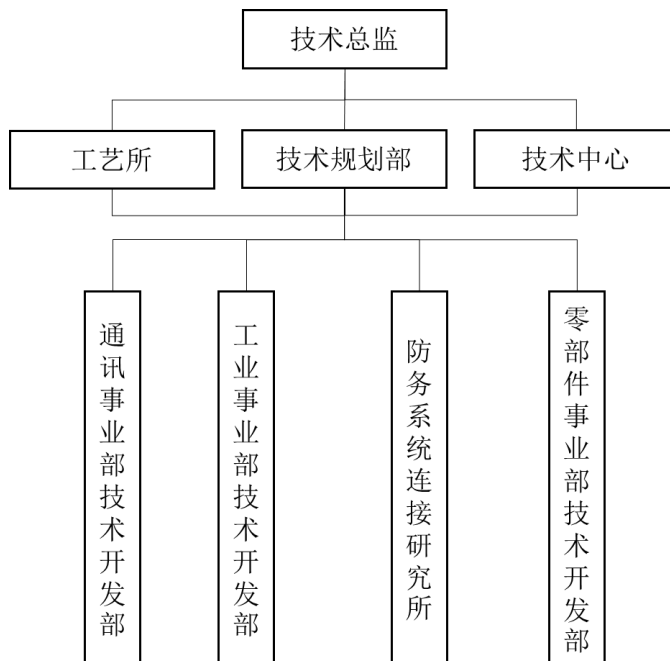 技术总监
工艺所
技术规划部
技术中心
通讯事业部技术开发部
工业事业部技术开发部
防务系统连接研究所
零部件事业部技术开发部